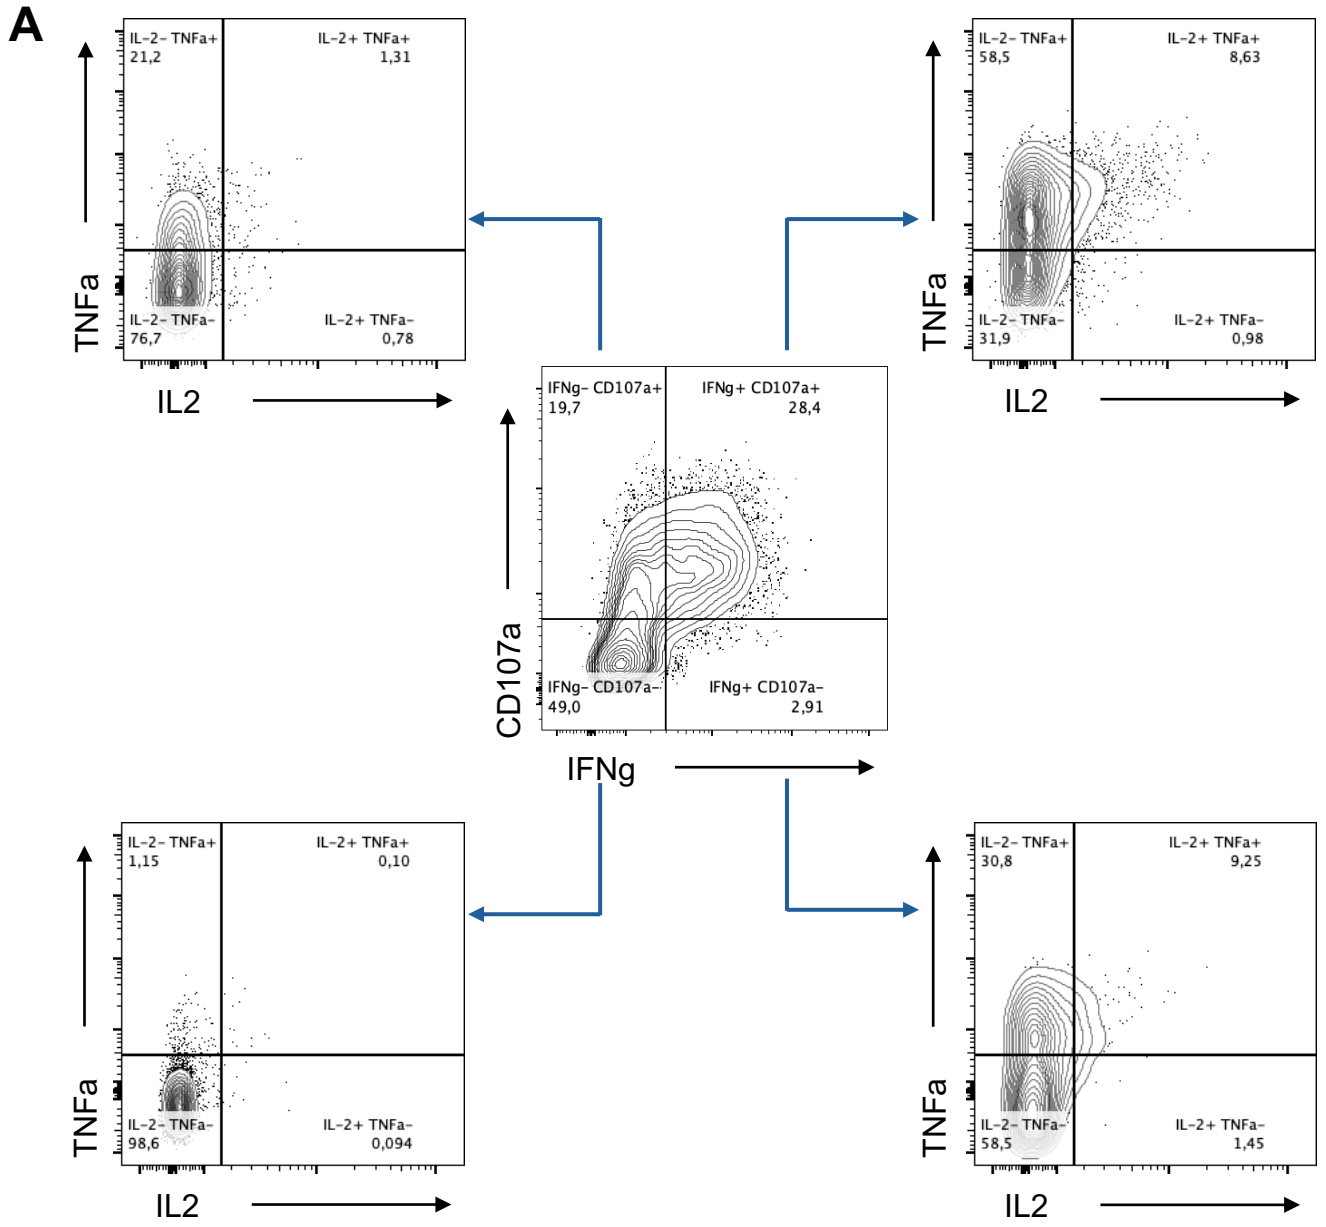 A
IL-2- TNFa+
21,2
IL-2+ TNFa+
1,31
IL-2- TNFa-
76,7
IL-2+ TNFa-
0,78
TNFa
IL2
IL-2- TNFa+
58,5
IL-2+ TNFa+
8,63
IL-2- TNFa-
31,9
IL-2+ TNFa-
0,98
TNFa
IL2
IFNg- CD107a+
19,7
IFNg+ CD107a+
28,4
IFNg- CD107a-
49,0
IFNg+ CD107a-
2,91
CD107a
IFNg
IL-2- TNFa+
1,15
IL-2+ TNFa+
0,10
IL-2- TNFa-
98,6
IL-2+ TNFa-
0,094
TNFa
IL2
IL-2- TNFa+
30,8
IL-2+ TNFa+
9,25
IL-2- TNFa-
58,5
IL-2+ TNFa-
1,45
TNFa
IL2